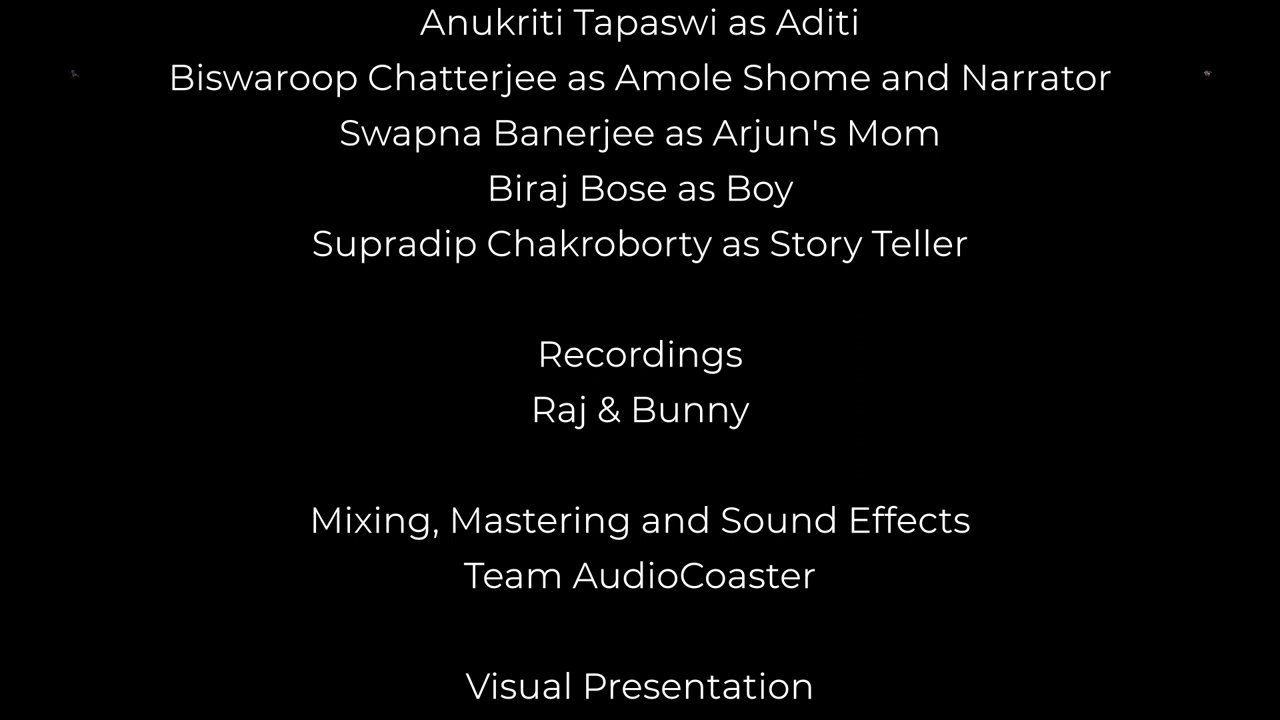 Anukriti Tapaswi as Aditi
Biswaroop Chatterjee as Amole Shome and Narrator
Swapna Banerjee as Arjun's Mom
Biraj Bose as Boy
Supradip Chakroborty as Story Teller
Recordings
Raj & Bunny
Mixing, Mastering and Sound Effects
Team AudioCoaster
Visual Presentation